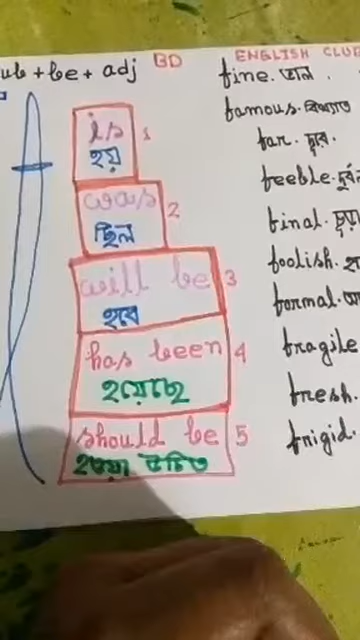 sub + be + adj BD ENGLISH CLUB
is 1
হয়
was 2
ছিল
will be 3
হবে
has been 4
হয়েছে
should be 5
হওয়া উচিত
fine. ভাল.
famous. বিখ্যাত
far. দূর.
feeble. দুর্ব
final. চূড়া
foolish.
formal.
fragile
fresh.
frigid.